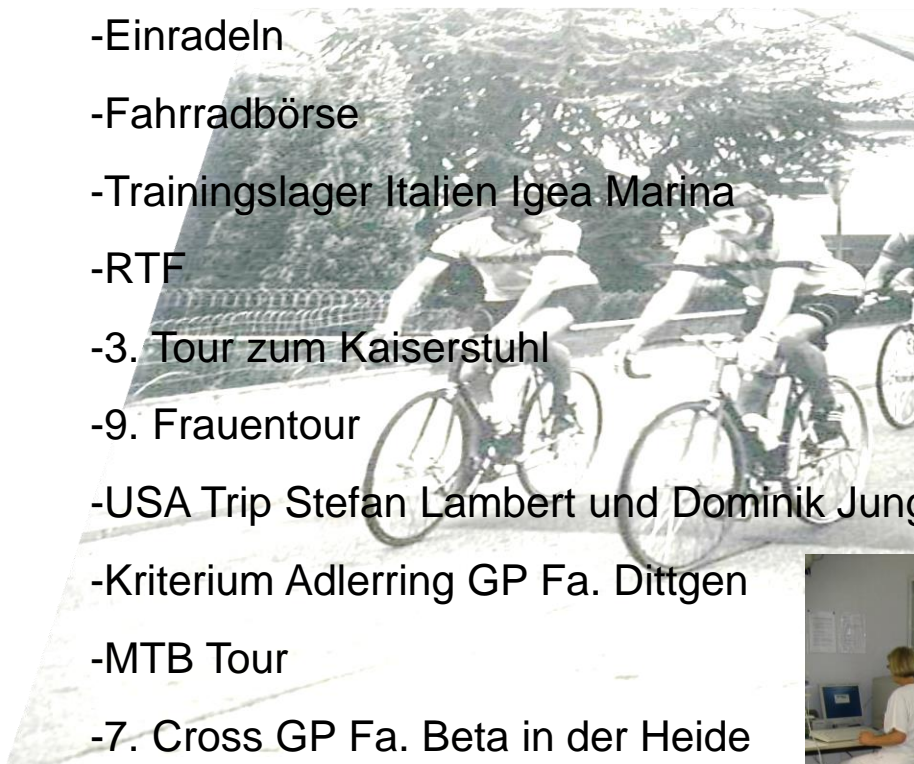 -Einradeln
-Fahrradbörse
-Trainingslager Italien Igea Marina
-RTF
-3. Tour zum Kaiserstuhl
-9. Frauentour
-USA Trip Stefan Lambert und Dominik Jung
-Kriterium Adlerring GP Fa. Dittgen
-MTB Tour
-7. Cross GP Fa. Beta in der Heide